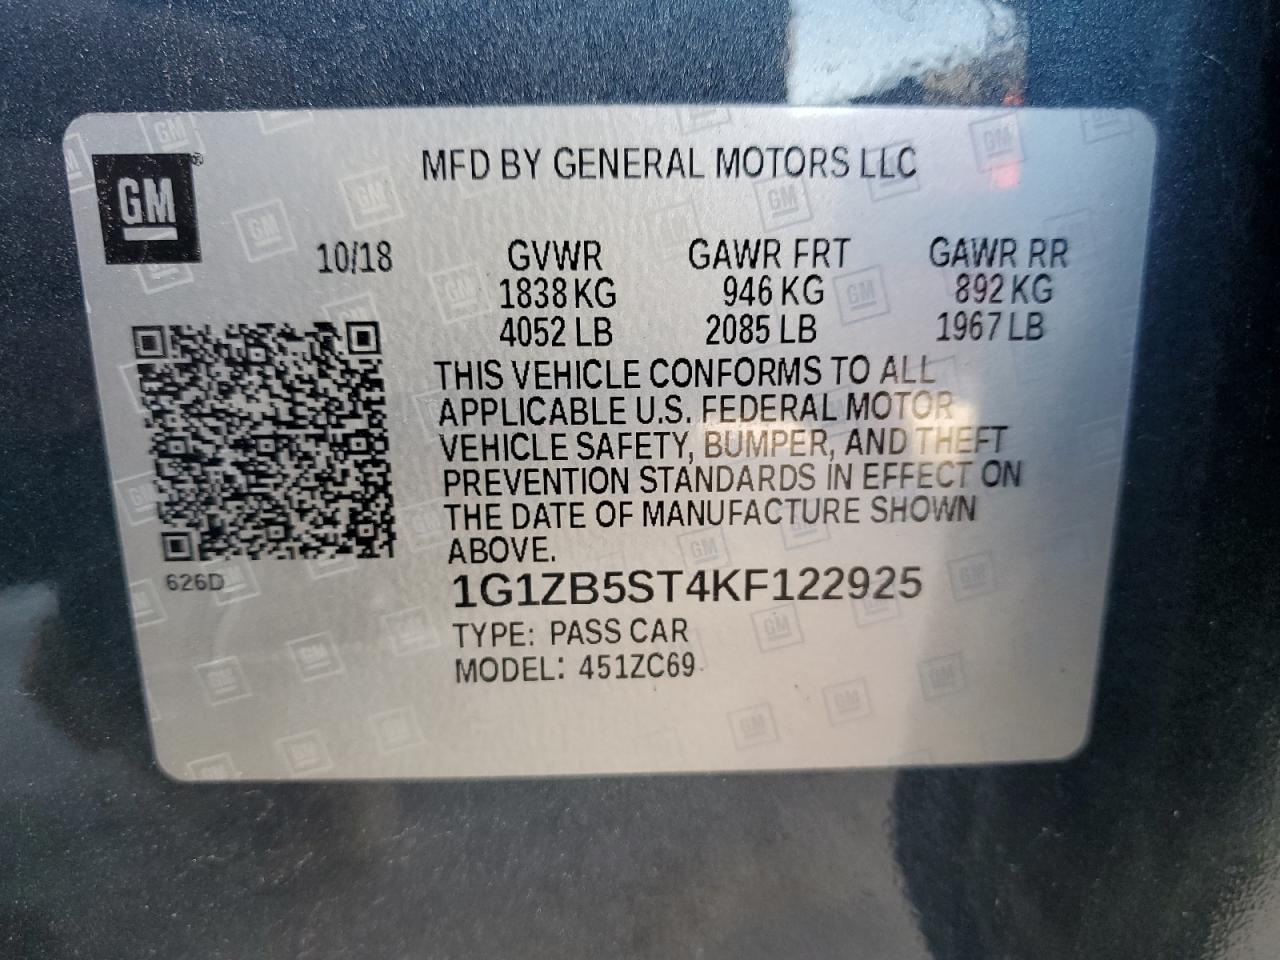 GM
MFD BY GENERAL MOTORS LLC
10/18 GVWR GAWR FRT GAWR RR
1838 KG 946 KG 892 KG
4052 LB 2085 LB 1967 LB
THIS VEHICLE CONFORMS TO ALL
APPLICABLE U.S. FEDERAL MOTOR
VEHICLE SAFETY, BUMPER, AND THEFT
PREVENTION STANDARDS IN EFFECT ON
THE DATE OF MANUFACTURE SHOWN
ABOVE.
626D
1G1ZB5ST4KF122925
TYPE: PASS CAR
MODEL: 451ZC69